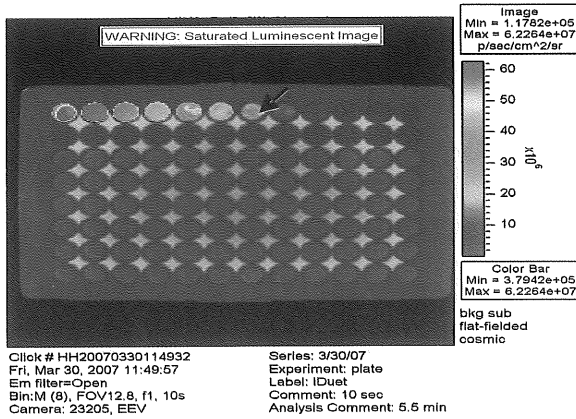 WARNING: Saturated Luminescent Image
Image
Min = 1.1782e+05
Max = 6.2264e+07
p/sec/cm^2/sr
60
50
40
x10^6
30
20
10
Color Bar
Min = 3.7942e+05
Max = 6.2264e+07
bkg sub
flat-fielded
cosmic
Click # HH20070330114932
Fri, Mar 30, 2007 11:49:57
Em filter=Open
Bin:M (8), FOV12.8, f1, 10s
Camera: 23205, EEV
Series: 3/30/07
Experiment: plate
Label: IDuet
Comment: 10 sec
Analysis Comment: 5.5 min